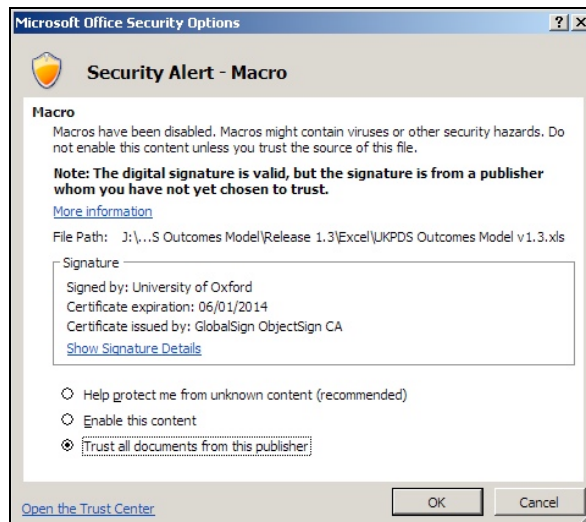 Microsoft Office Security Options
Security Alert - Macro
Macro
Macros have been disabled. Macros might contain viruses or other security hazards. Do
not enable this content unless you trust the source of this file.
Note: The digital signature is valid, but the signature is from a publisher
whom you have not yet chosen to trust.
More information
File Path: J:\...S Outcomes Model\Release 1.3\Excel\UKPDS Outcomes Model v1.3.xls
Signature
Signed by: University of Oxford
Certificate expiration: 06/01/2014
Certificate issued by: GlobalSign ObjectSign CA
Show Signature Details
Help protect me from unknown content (recommended)
Enable this content
Trust all documents from this publisher
Open the Trust Center
OK
Cancel